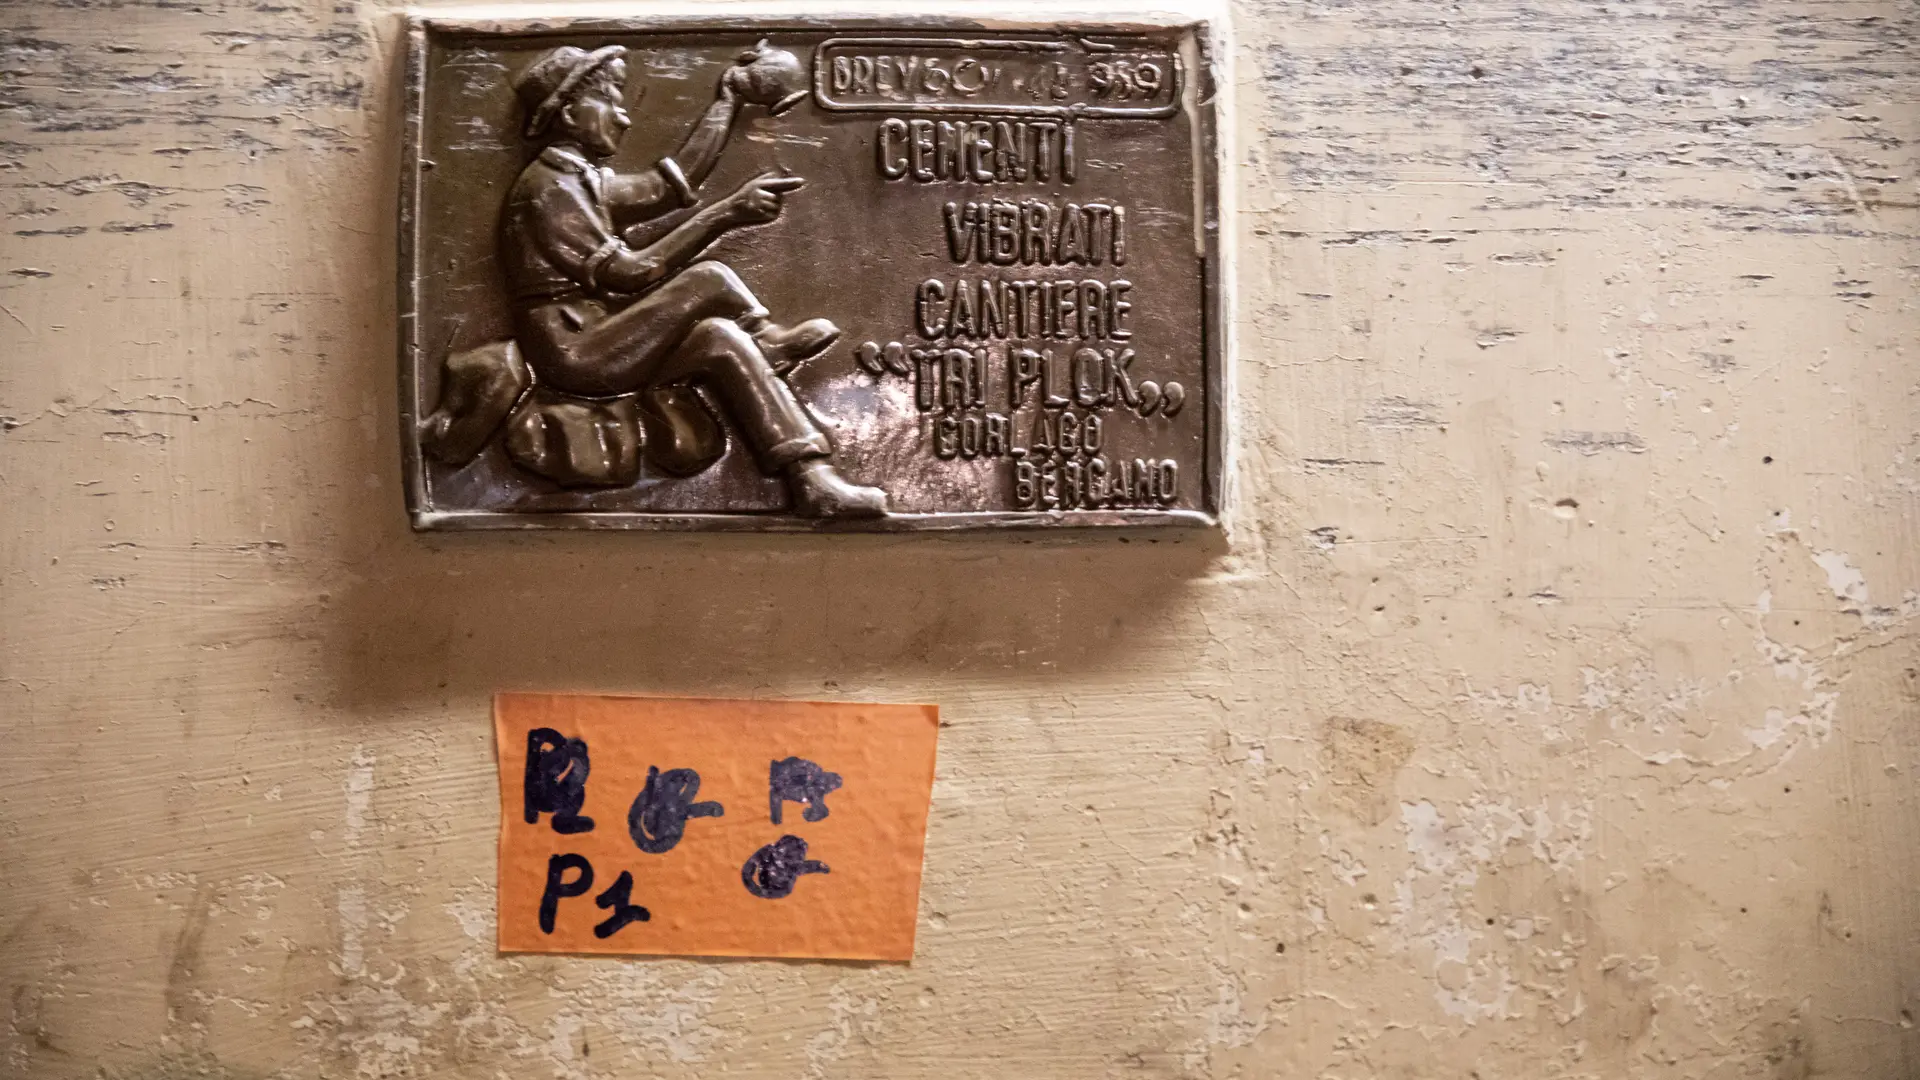 CEMENTI
VIBRATI
CANTIERE
“TRI PLOK„
GORLAGO
BERGAMO
P1